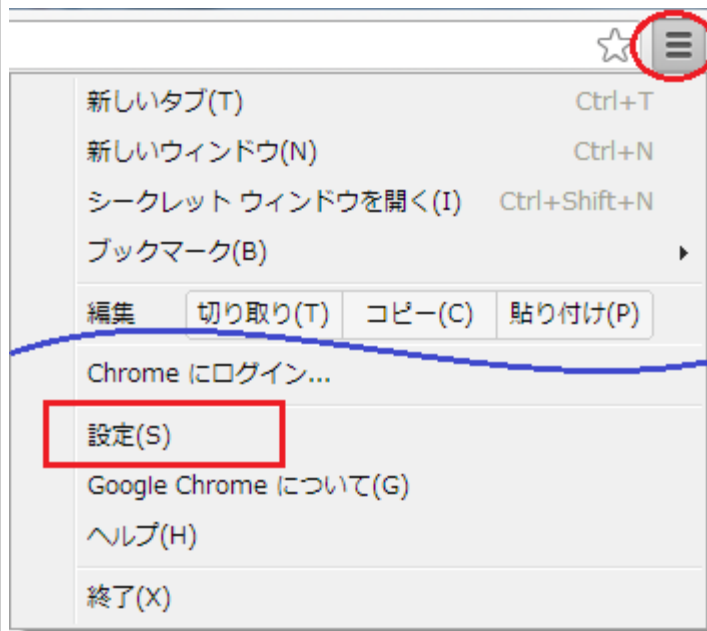 新しいタブ(T) Ctrl+T
新しいウィンドウ(N) Ctrl+N
シークレット ウィンドウを開く(I) Ctrl+Shift+N
ブックマーク(B)
編集 切り取り(T) コピー(C) 貼り付け(P)
Chrome にログイン...
設定(S)
Google Chrome について(G)
ヘルプ(H)
終了(X)